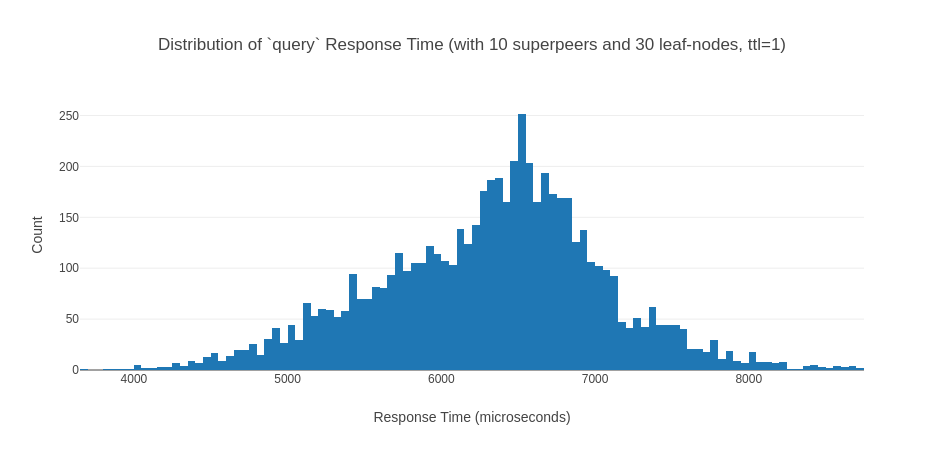 Distribution of `query` Response Time (with 10 superpeers and 30 leaf-nodes, ttl=1)
250
200
150
100
50
0
Count
4000 5000 6000 7000 8000
Response Time (microseconds)